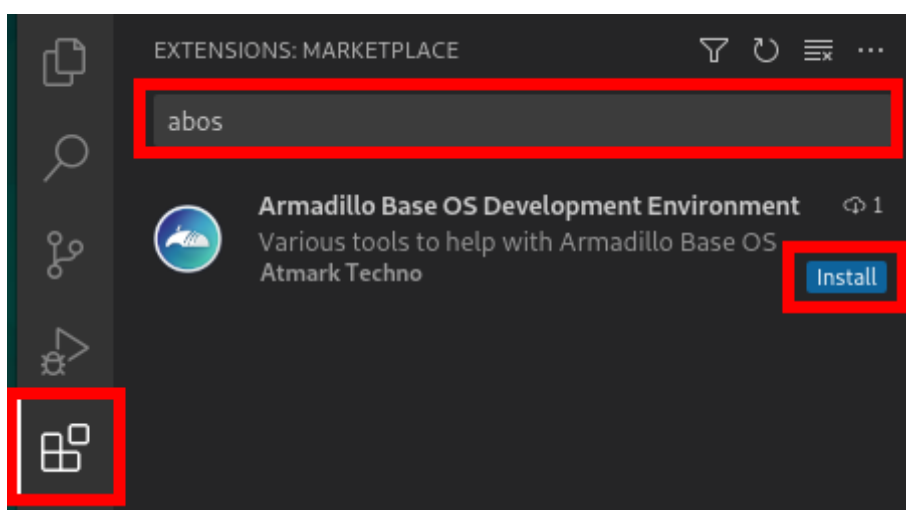 EXTENSIONS: MARKETPLACE
abos
Armadillo Base OS Development Environment 1
Various tools to help with Armadillo Base OS
Atmark Techno
Install